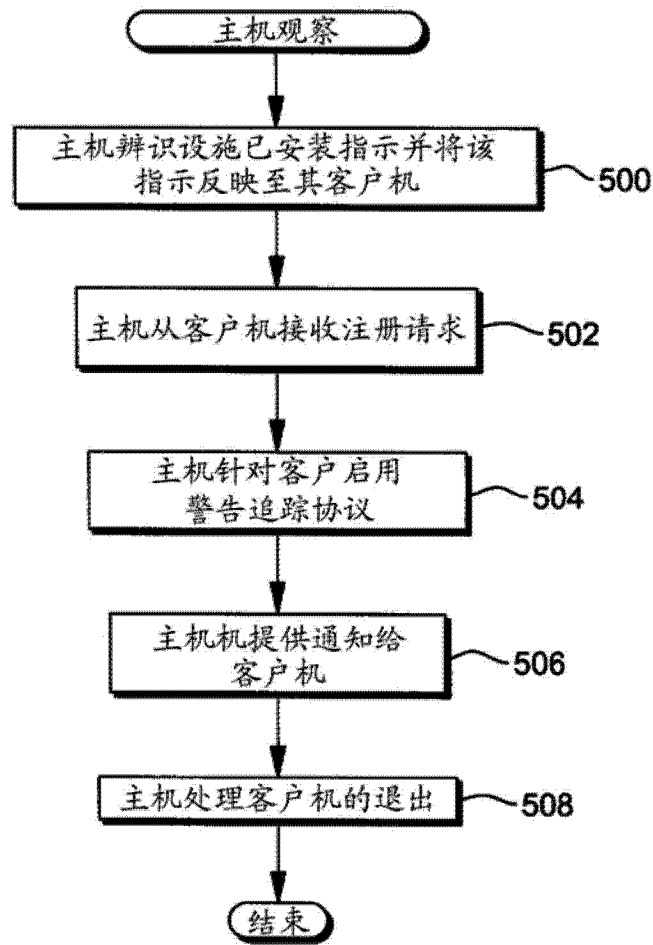 主机观察
主机辨识设施已安装指示并将该
指示反映至其客户机
500
主机从客户机接收注册请求
502
主机针对客户启用
警告追踪协议
504
主机机提供通知给
客户机
506
主机处理客户机的退出
508
结束